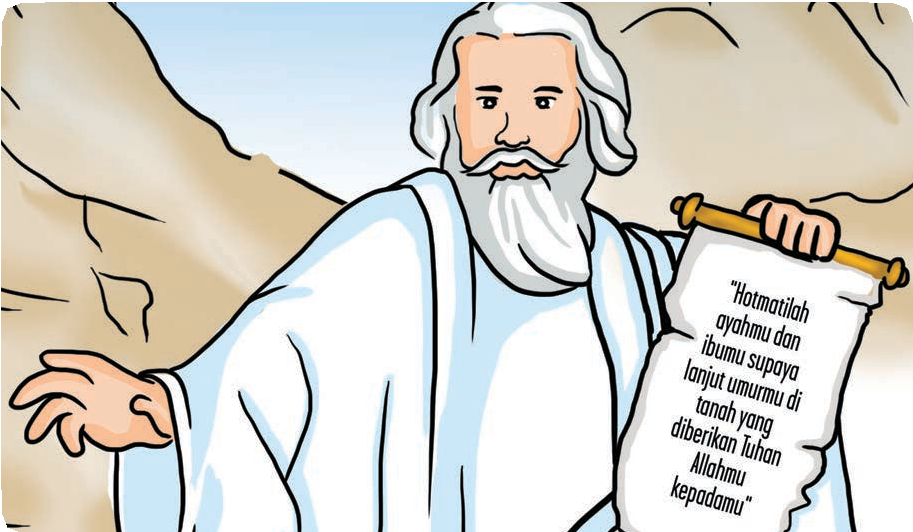 "Hotmatilah
ayahmu dan
ibumu supaya
lanjut umurmu di
tanah yang
diberikan Tuhan
Allahmu
kepadamu"